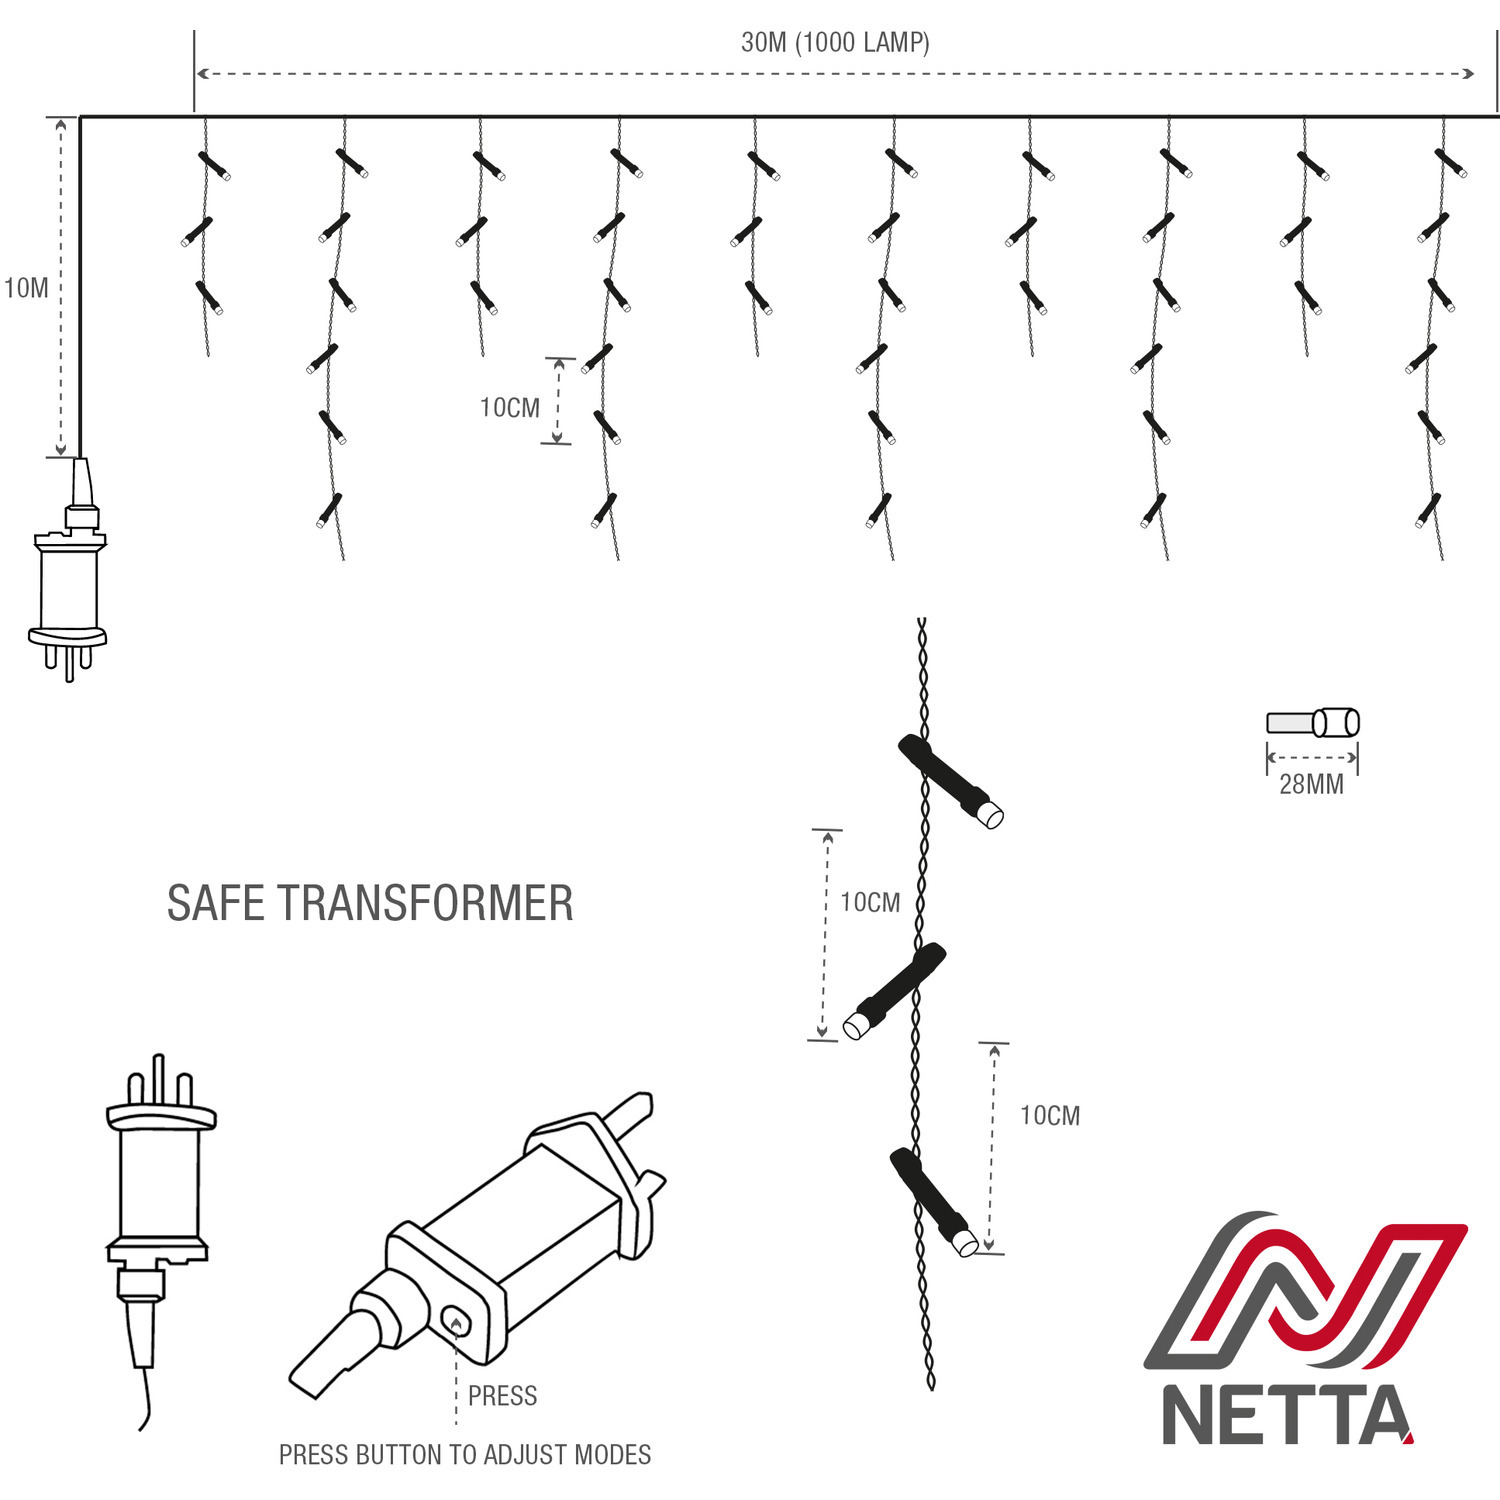 30M (1000 LAMP)
10M
10CM
28MM
10CM
SAFE TRANSFORMER
10CM
PRESS
PRESS BUTTON TO ADJUST MODES
NETTA